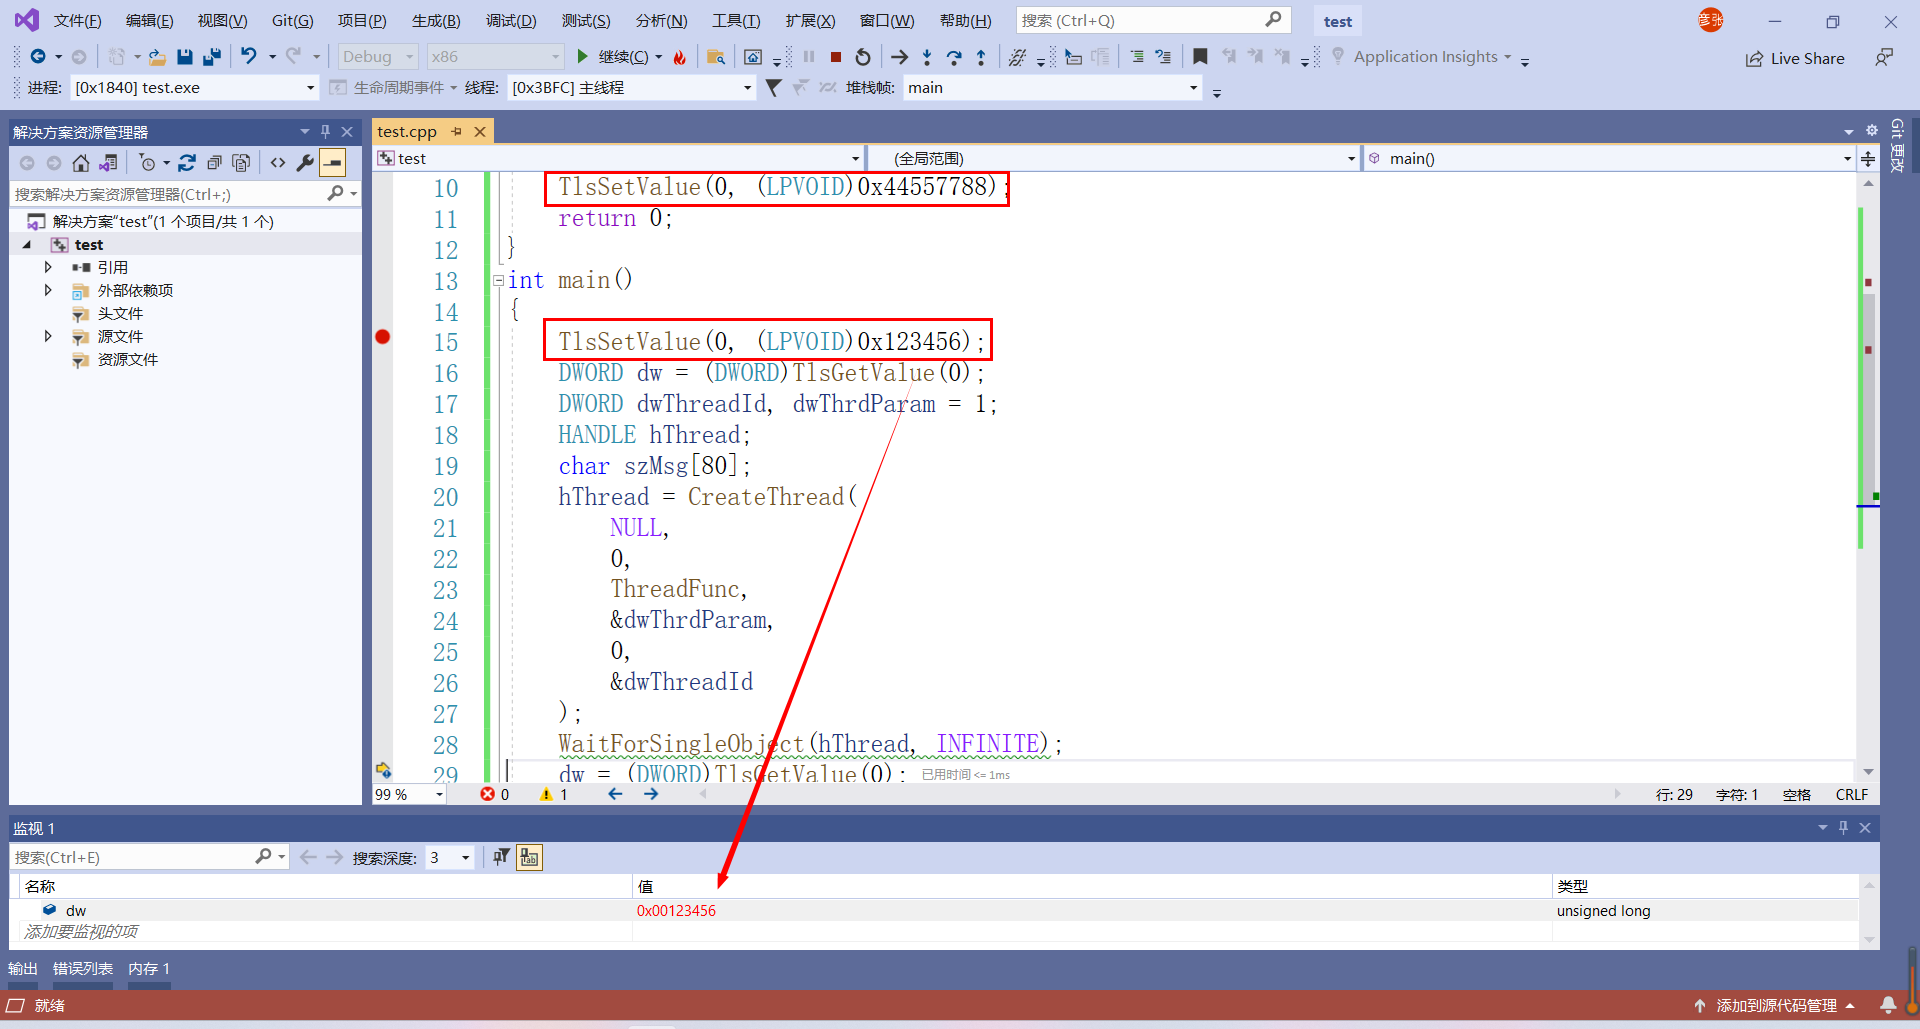 文件(F) 编辑(E) 视图(V) Git(G) 项目(P) 生成(B) 调试(D) 测试(S) 分析(N) 工具(T) 扩展(X) 窗口(W) 帮助(H) 搜索 (Ctrl+Q) test 彦张
Debug x86 继续(C) Application Insights Live Share
进程: [0x1840] test.exe 生命周期事件 线程: [0x3BFC] 主线程 堆栈帧: main
解决方案资源管理器
搜索解决方案资源管理器(Ctrl+;)
解决方案"test"(1 个项目/共 1 个)
test
引用
外部依赖项
头文件
源文件
资源文件
test.cpp
test (全局范围) main()
Git 更改
10 TlsSetValue(0, (LPVOID)0x44557788);
11 return 0;
12 }
13 int main()
14 {
15 TlsSetValue(0, (LPVOID)0x123456);
16 DWORD dw = (DWORD)TlsGetValue(0);
17 DWORD dwThreadId, dwThrdParam = 1;
18 HANDLE hThread;
19 char szMsg[80];
20 hThread = CreateThread(
21 NULL,
22 0,
23 ThreadFunc,
24 &dwThrdParam,
25 0,
26 &dwThreadId
27 );
28 WaitForSingleObject(hThread, INFINITE);
29 dw = (DWORD)TlsGetValue(0); 已用时间 <= 1ms
99 % 0 1 行: 29 字符: 1 空格 CRLF
监视 1
搜索(Ctrl+E) 搜索深度: 3
名称 值 类型
dw 0x00123456 unsigned long
添加要监视的项
输出 错误列表 内存 1
就绪 添加到源代码管理